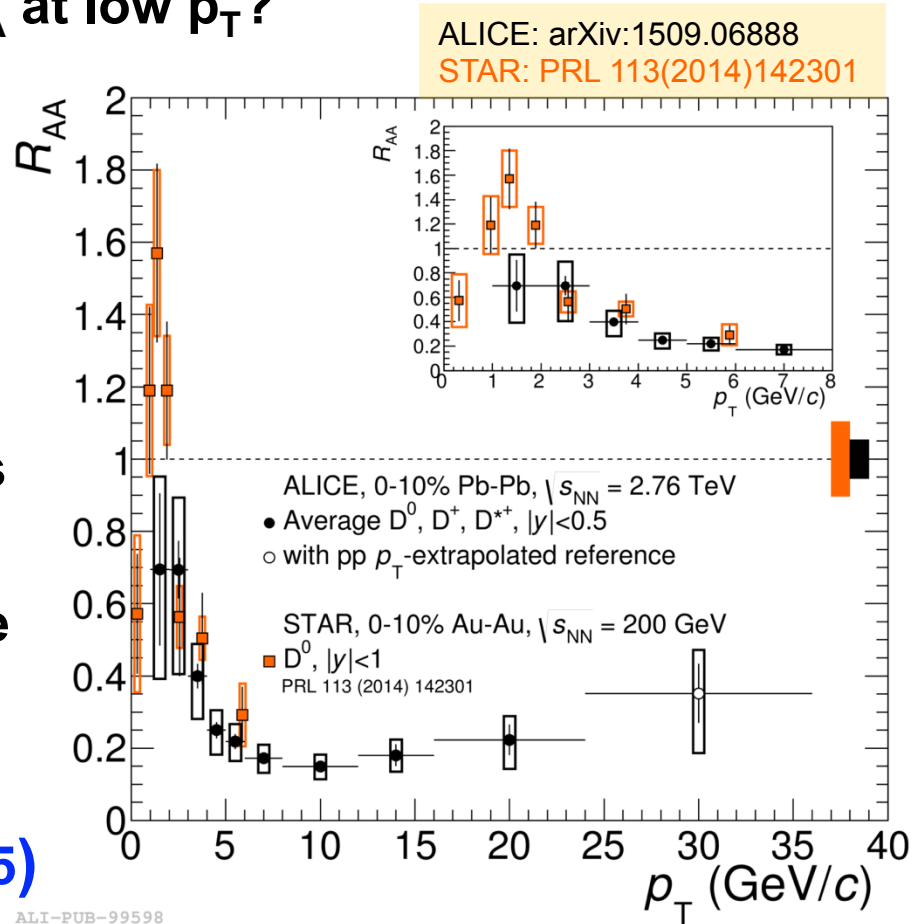 at low pT?
ALICE: arXiv:1509.06888
STAR: PRL 113(2014)142301
RAA
2
1.8
1.6
1.4
1.2
1
0.8
0.6
0.4
0.2
0
0 5 10 15 20 25 30 35 40
pT (GeV/c)
RAA
2
1.8
1.6
1.4
1.2
1
0.8
0.6
0.4
0.2
0
0 1 2 3 4 5 6 7 8
pT (GeV/c)
ALICE, 0-10% Pb-Pb, √sNN = 2.76 TeV
Average D0, D+, D*+, |y|<0.5
with pp pT-extrapolated reference
STAR, 0-10% Au-Au, √sNN = 200 GeV
D0, |y|<1
PRL 113 (2014) 142301
s
e
5)
ALI-PUB-99598